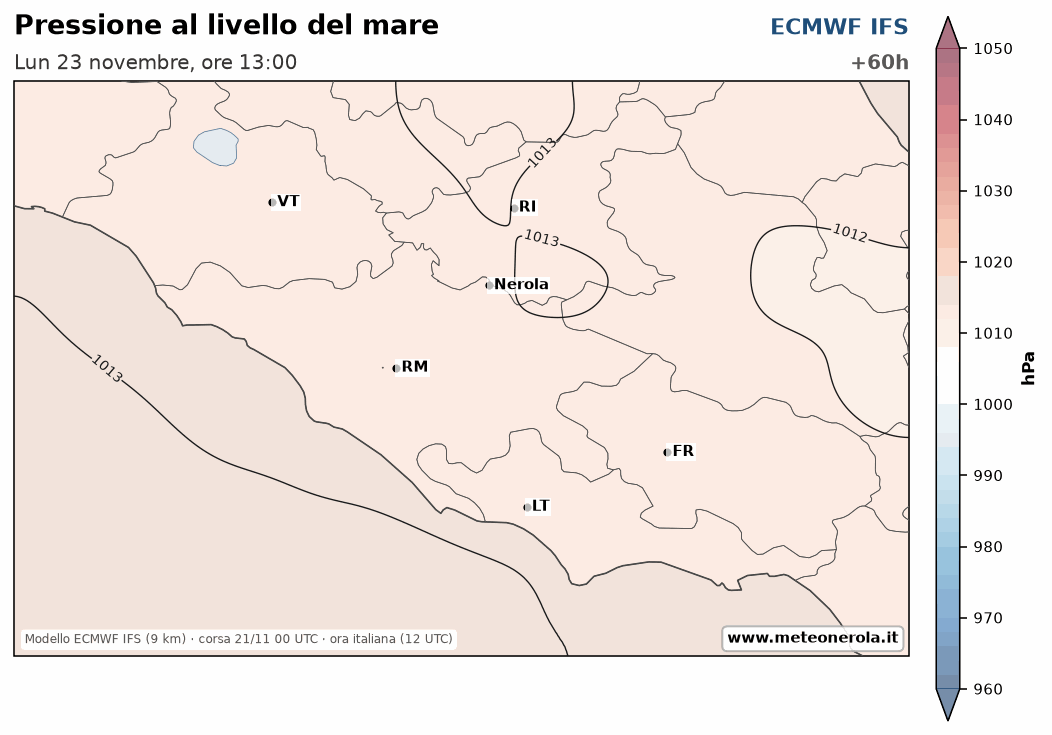 Pressione al livello del mare
ECMWF IFS
Lun 23 novembre, ore 13:00
+60h
1050
1040
1030
1020
1010
1000
990
980
970
960
hPa
1013
VT
RI
1013
1012
Nerola
1013
RM
FR
LT
Modello ECMWF IFS (9 km) · corsa 21/11 00 UTC · ora italiana (12 UTC)
www.meteonerola.it